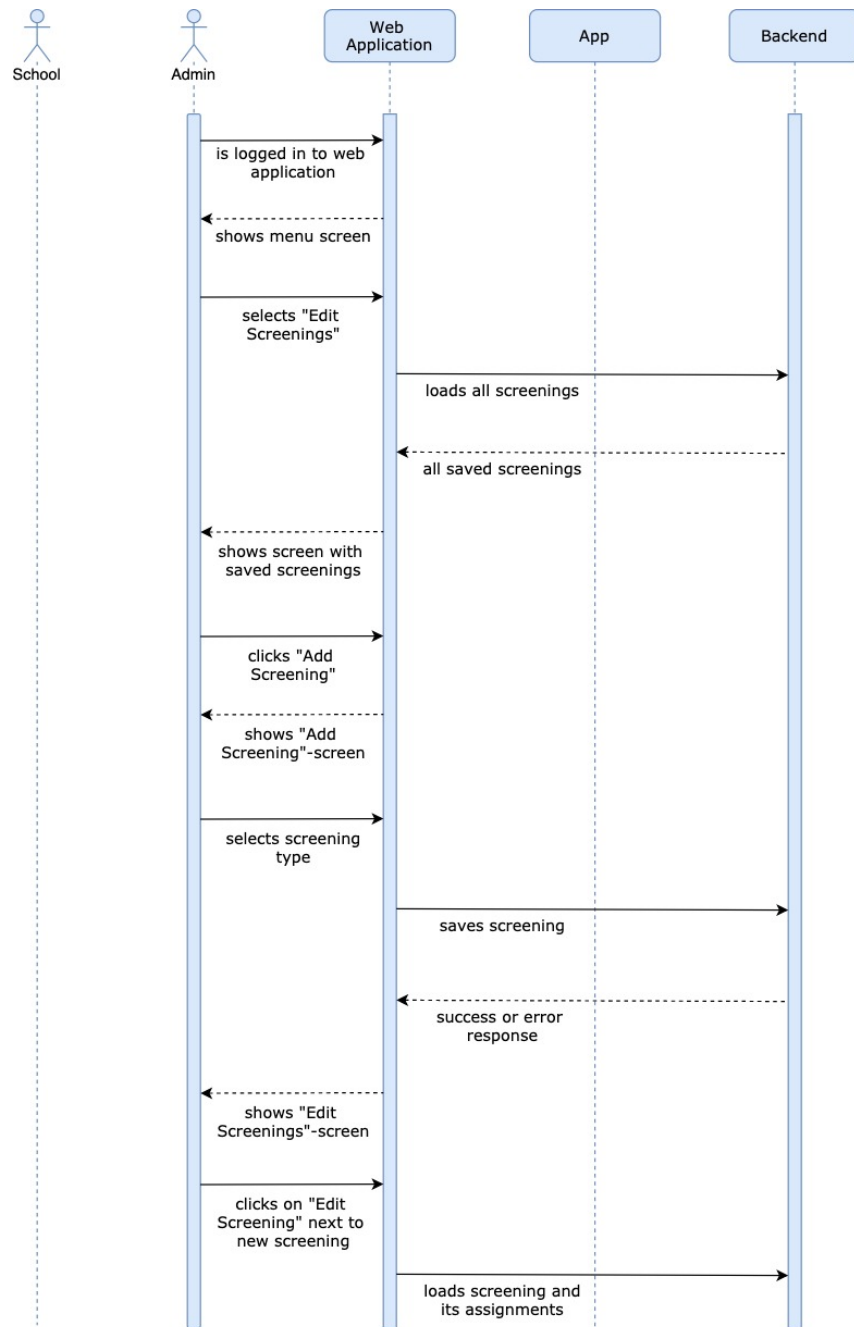 School
Admin
Web
Application
App
Backend
is logged in to web
application
shows menu screen
selects "Edit
Screenings"
loads all screenings
all saved screenings
shows screen with
saved screenings
clicks "Add
Screening"
shows "Add
Screening"-screen
selects screening
type
saves screening
success or error
response
shows "Edit
Screenings"-screen
clicks on "Edit
Screening" next to
new screening
loads screening and
its assignments